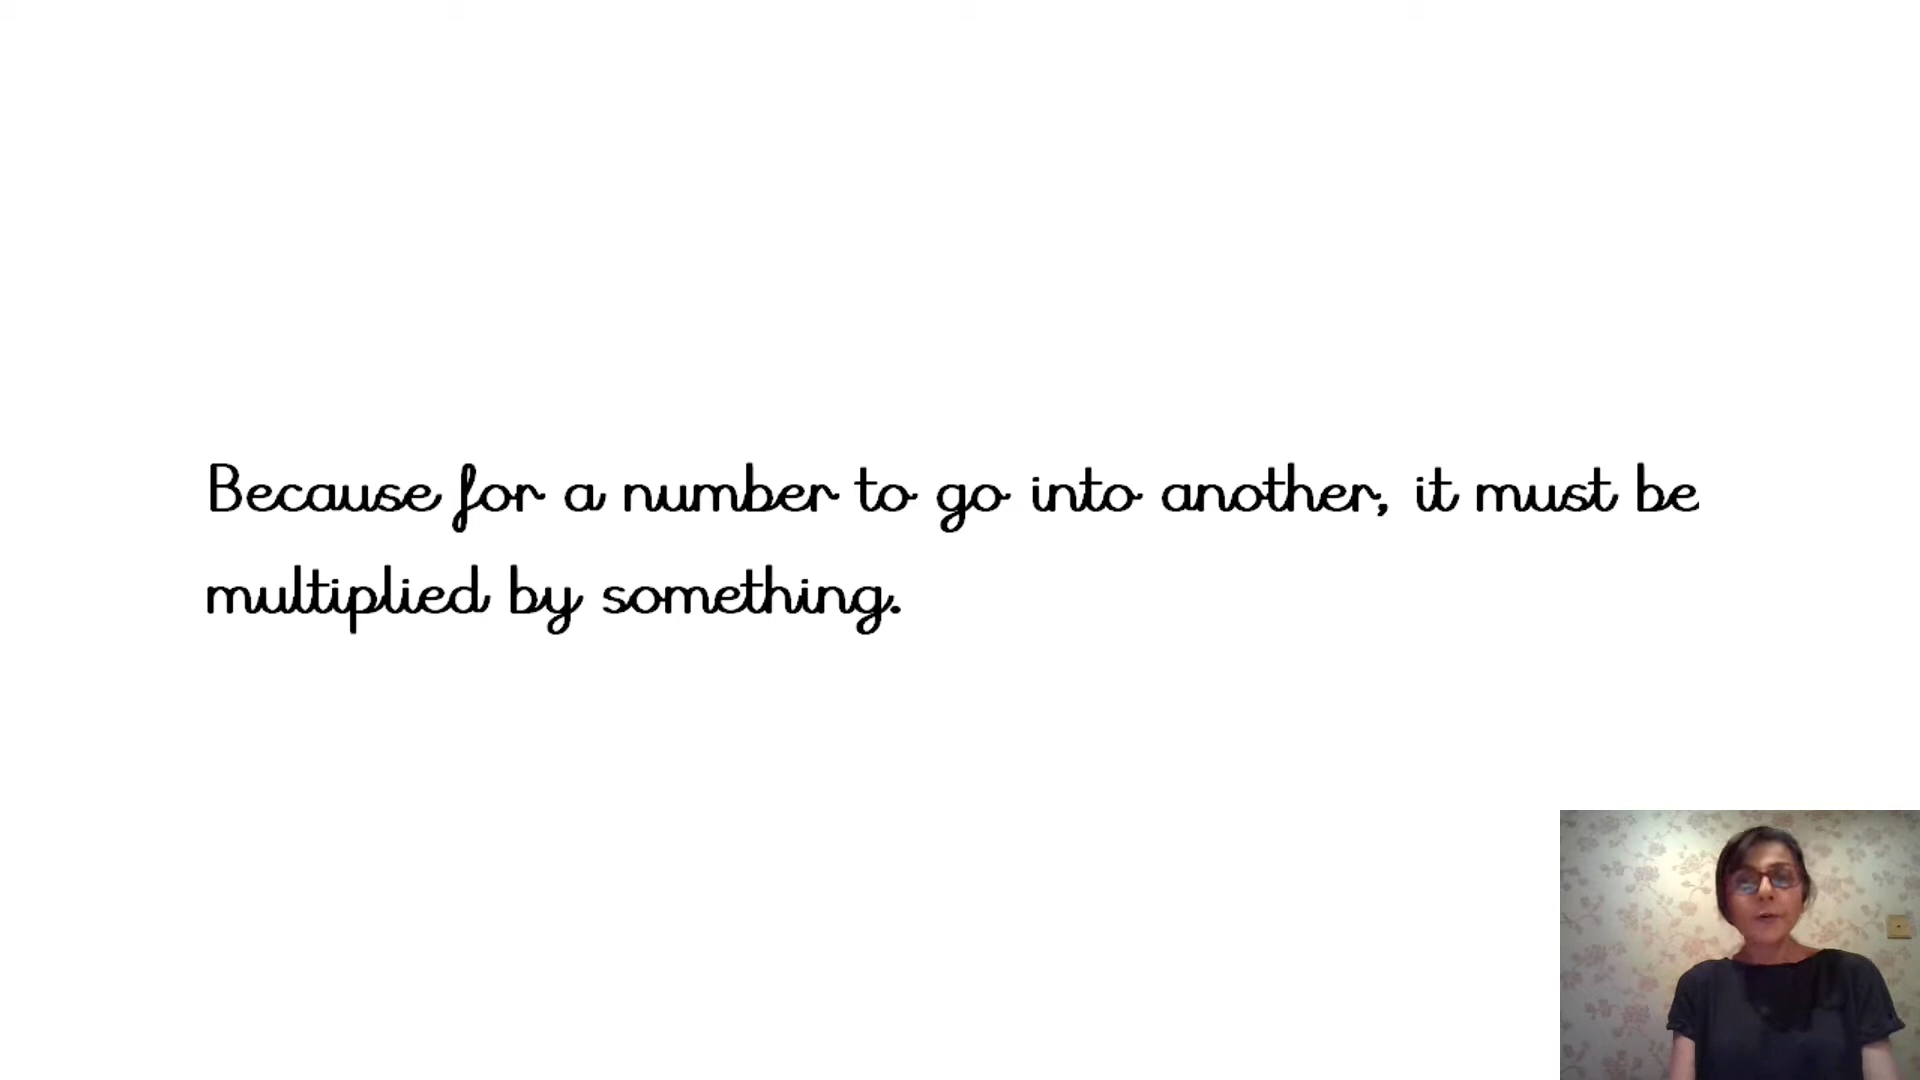 Because for a number to go into another, it must be
multiplied by something.